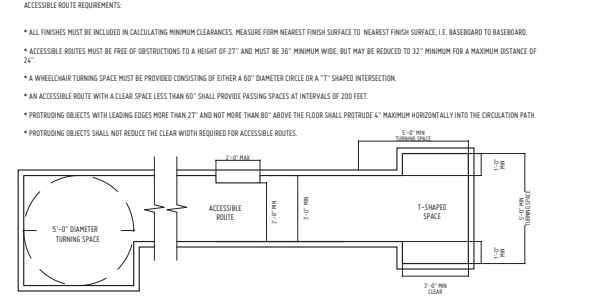 ACCESSIBLE ROUTE REQUIREMENTS:
* ALL FINISHES MUST BE INCLUDED IN CALCULATING MINIMUM CLEARANCES. MEASURE FORM NEAREST FINISH SURFACE TO NEAREST FINISH SURFACE, I.E. BASEBOARD TO BASEBOARD.
* ACCESSIBLE ROUTES MUST BE FREE OF OBSTRUCTIONS TO A HEIGHT OF 27" AND MUST BE 36" MINIMUM WIDE, BUT MAY BE REDUCED TO 32" MINIMUM FOR A MAXIMUM DISTANCE OF
24".
* A WHEELCHAIR TURNING SPACE MUST BE PROVIDED CONSISTING OF EITHER A 60" DIAMETER CIRCLE OR A "T" SHAPED INTERSECTION.
* AN ACCESSIBLE ROUTE WITH A CLEAR SPACE LESS THAN 60" SHALL PROVIDE PASSING SPACES AT INTERVALS OF 200 FEET.
* PROTRUDING OBJECTS WITH LEADING EDGES MORE THAN 27" AND NOT MORE THAN 80" ABOVE THE FLOOR SHALL PROTRUDE 4" MAXIMUM HORIZONTALLY INTO THE CIRCULATION PATH.
* PROTRUDING OBJECTS SHALL NOT REDUCE THE CLEAR WIDTH REQUIRED FOR ACCESSIBLE ROUTES.
5'-0" MIN
TURNING SPACE
2'-0" MAX
1'-0"
MIN
5'-0" DIAMETER
TURNING SPACE
ACCESSIBLE
ROUTE
3'-0" MIN
T-SHAPED
SPACE
5'-0" MIN
TURNING SPACE
1'-0"
MIN
3'-0" MIN
CLEAR